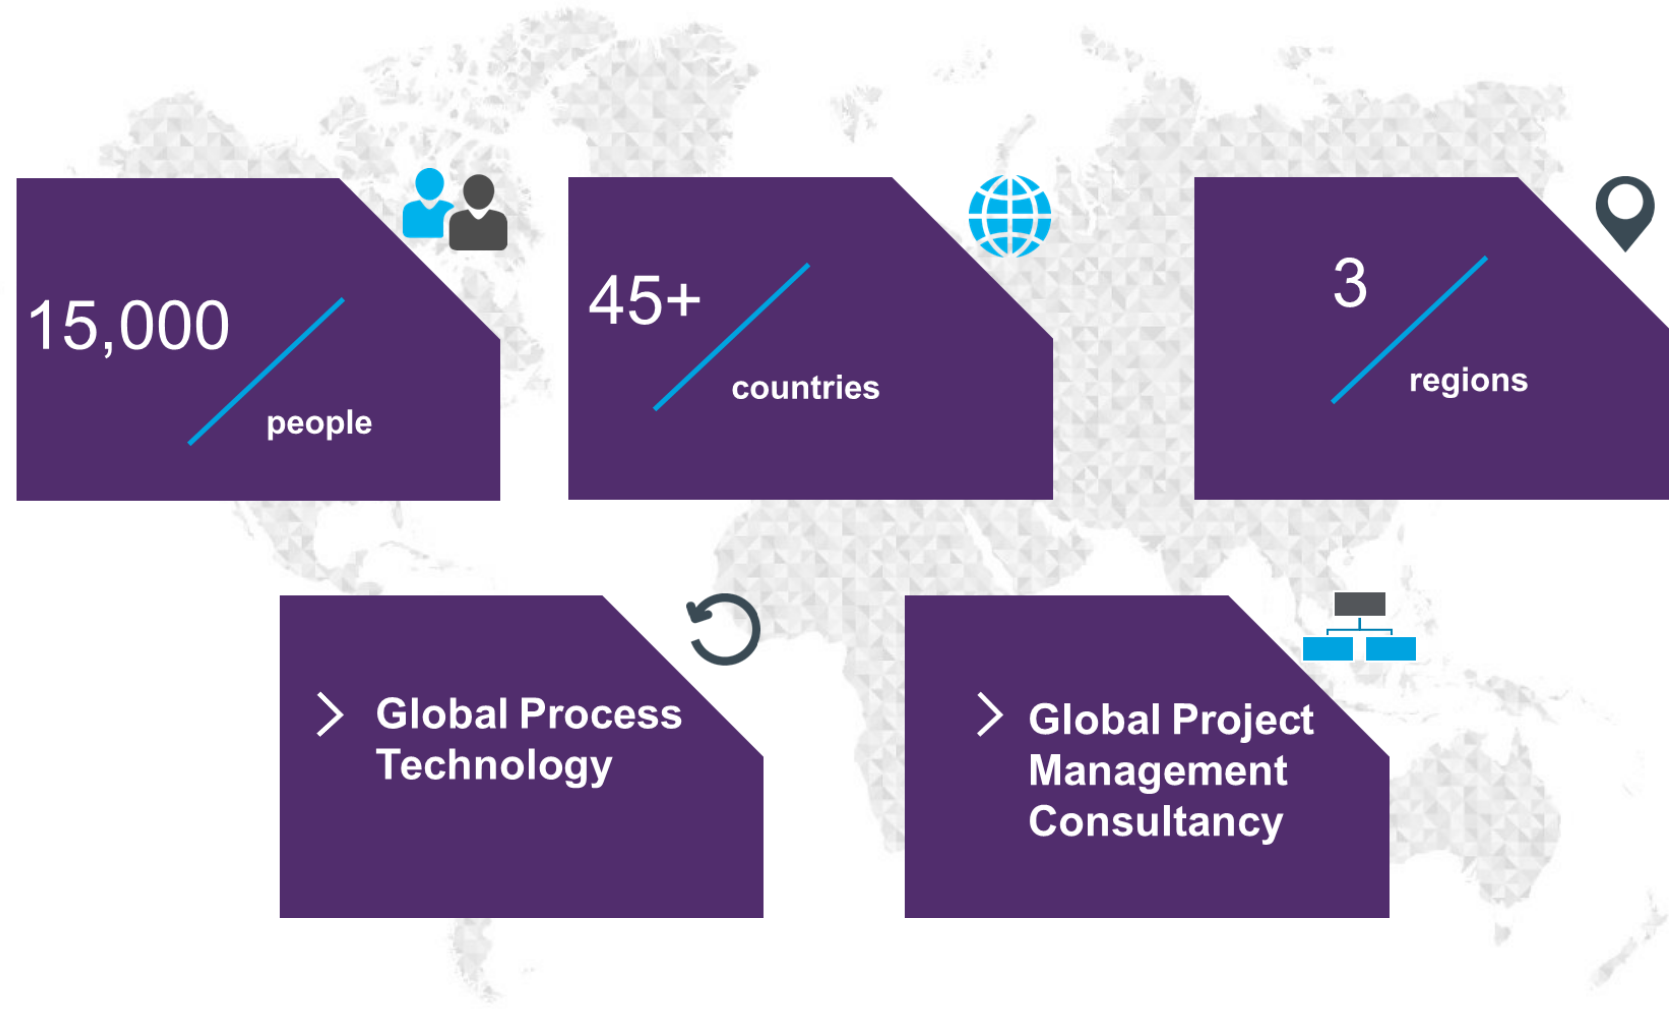 15,000
people
45+
countries
3
regions
Global Process
Technology
Global Project
Management
Consultancy